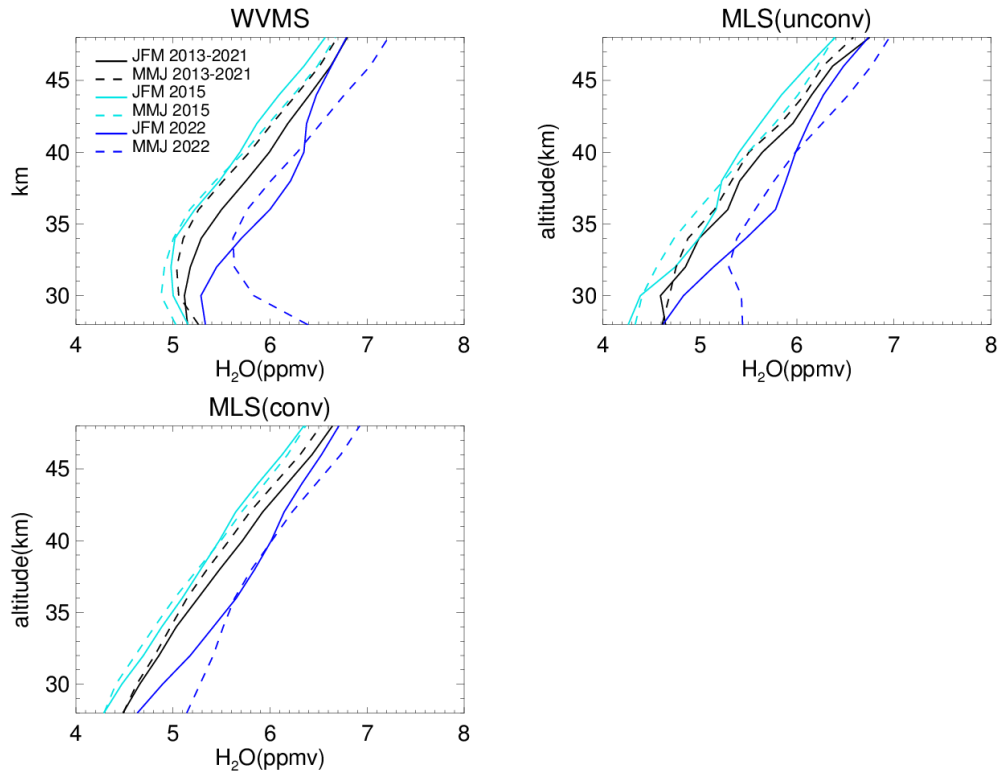 WVMS
JFM 2013-2021
MMJ 2013-2021
JFM 2015
MMJ 2015
JFM 2022
MMJ 2022
45
40
35
30
km
4 5 6 7 8
H₂O(ppmv)
MLS(unconv)
45
40
35
30
altitude(km)
4 5 6 7 8
H₂O(ppmv)
MLS(conv)
45
40
35
30
altitude(km)
4 5 6 7 8
H₂O(ppmv)